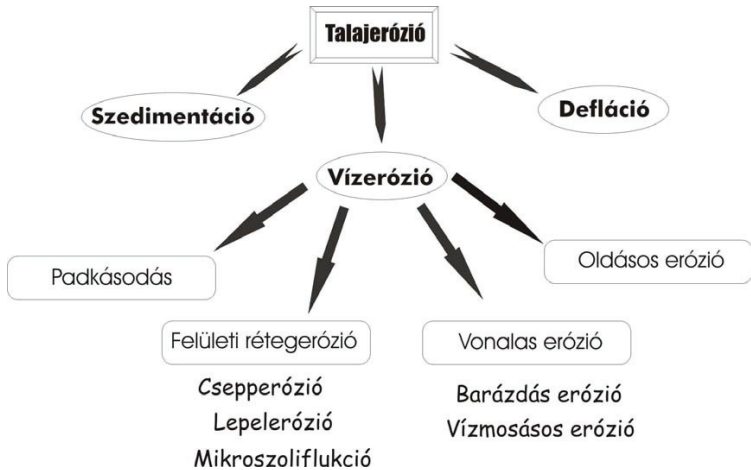 Talajerózió
Szedimentáció
Defláció
Vízerózió
Padkásodás
Oldásos erózió
Felületi rétegerózió
Vonalas erózió
Csepperózió
Lepelerózió
Mikroszoliflukció
Barázdás erózió
Vízmosásos erózió